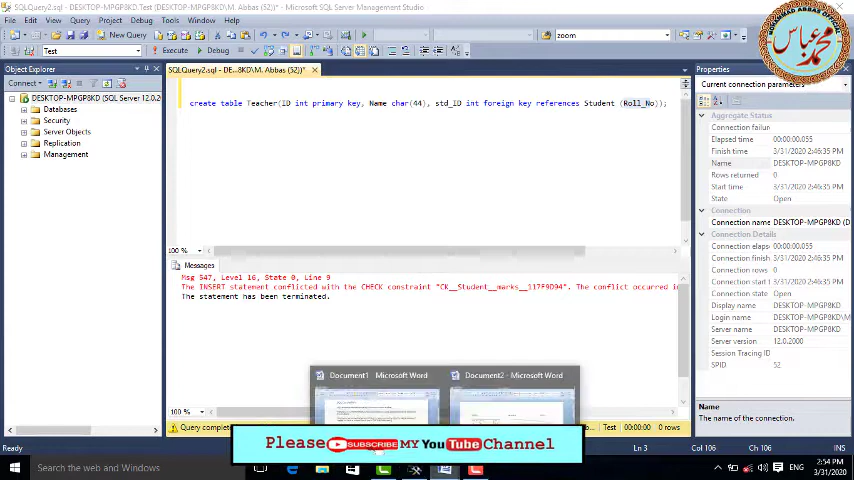 SQLQuery2.sql - DESKTOP-MPGP8KD.Test (DESKTOP-MPGP8KD\M. Abbas (52))* - Microsoft SQL Server Management Studio
Edit View Query Project Debug Tools Window Help
New Query
zoom
Test
Execute Debug
محمد عباس
Object Explorer
Connect
DESKTOP-MPGP8KD (SQL Server 12.0.2
Databases
Security
Server Objects
Replication
Management
SQLQuery2.sql - DE...8KD\M. Abbas (52))*
create table Teacher(ID int primary key, Name char(44), std_ID int foreign key references Student (Roll_No));
100 %
Messages
Msg 547, Level 16, State 0, Line 9
The INSERT statement conflicted with the CHECK constraint "CK__Student__marks__117F9D94". The conflict occurred i
The statement has been terminated.
100 %
Query complete
Test 00:00:00
Properties
Current connection parameters
Aggregate Status
Connection failur
Elapsed time 00:00:00.055
Finish time 3/31/2020 2:46:35 PM
Name DESKTOP-MPGP8KD
Rows returned 0
Start time 3/31/2020 2:46:35 PM
State Open
Connection
Connection name DESKTOP-MPGP8KD (D
Connection Details
Connection elaps 00:00:00.055
Connection finish 3/31/2020 2:46:35 PM
Connection rows 0
Connection start t 3/31/2020 2:46:35 PM
Connection state Open
Display name DESKTOP-MPGP8KD
Login name DESKTOP-MPGP8KD\M
Server name DESKTOP-MPGP8KD
Server version 12.0.2000
Session Tracing ID
SPID 52
Name
The name of the connection.
Document1 - Microsoft Word
Document2 - Microsoft Word
Please SUBSCRIBE MY YouTube Channel
Ready Ln 3 Col 106 Ch 106
Search the web and Windows
2:54 PM
3/31/2020